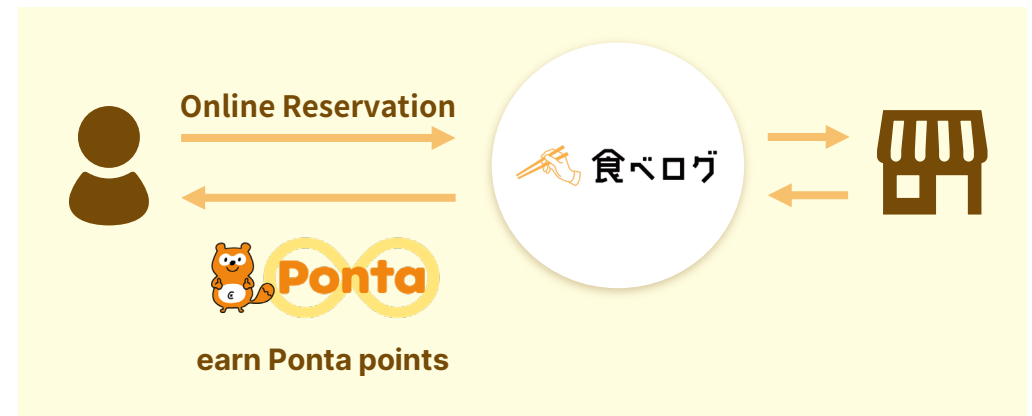 Online Reservation
食べログ
Ponta
earn Ponta points